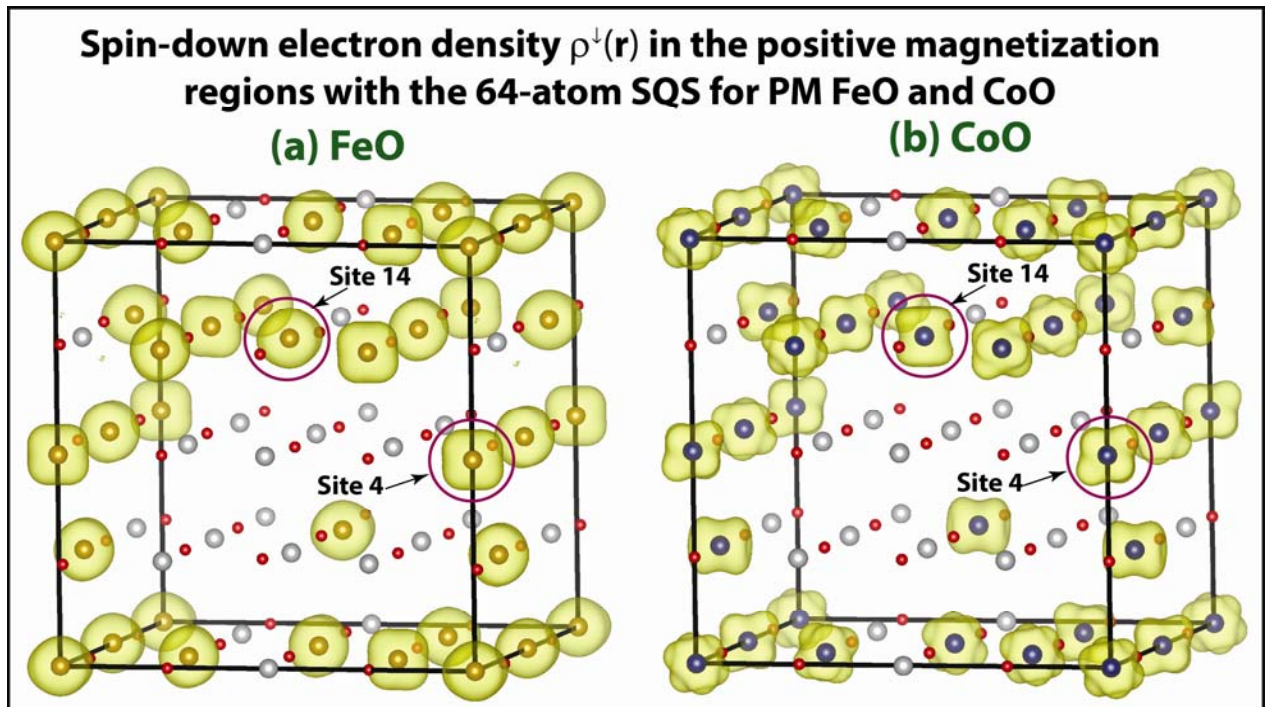 Spin-down electron density ρ↓(r) in the positive magnetization
regions with the 64-atom SQS for PM FeO and CoO
(a) FeO
(b) CoO
Site 14
Site 14
Site 4
Site 4